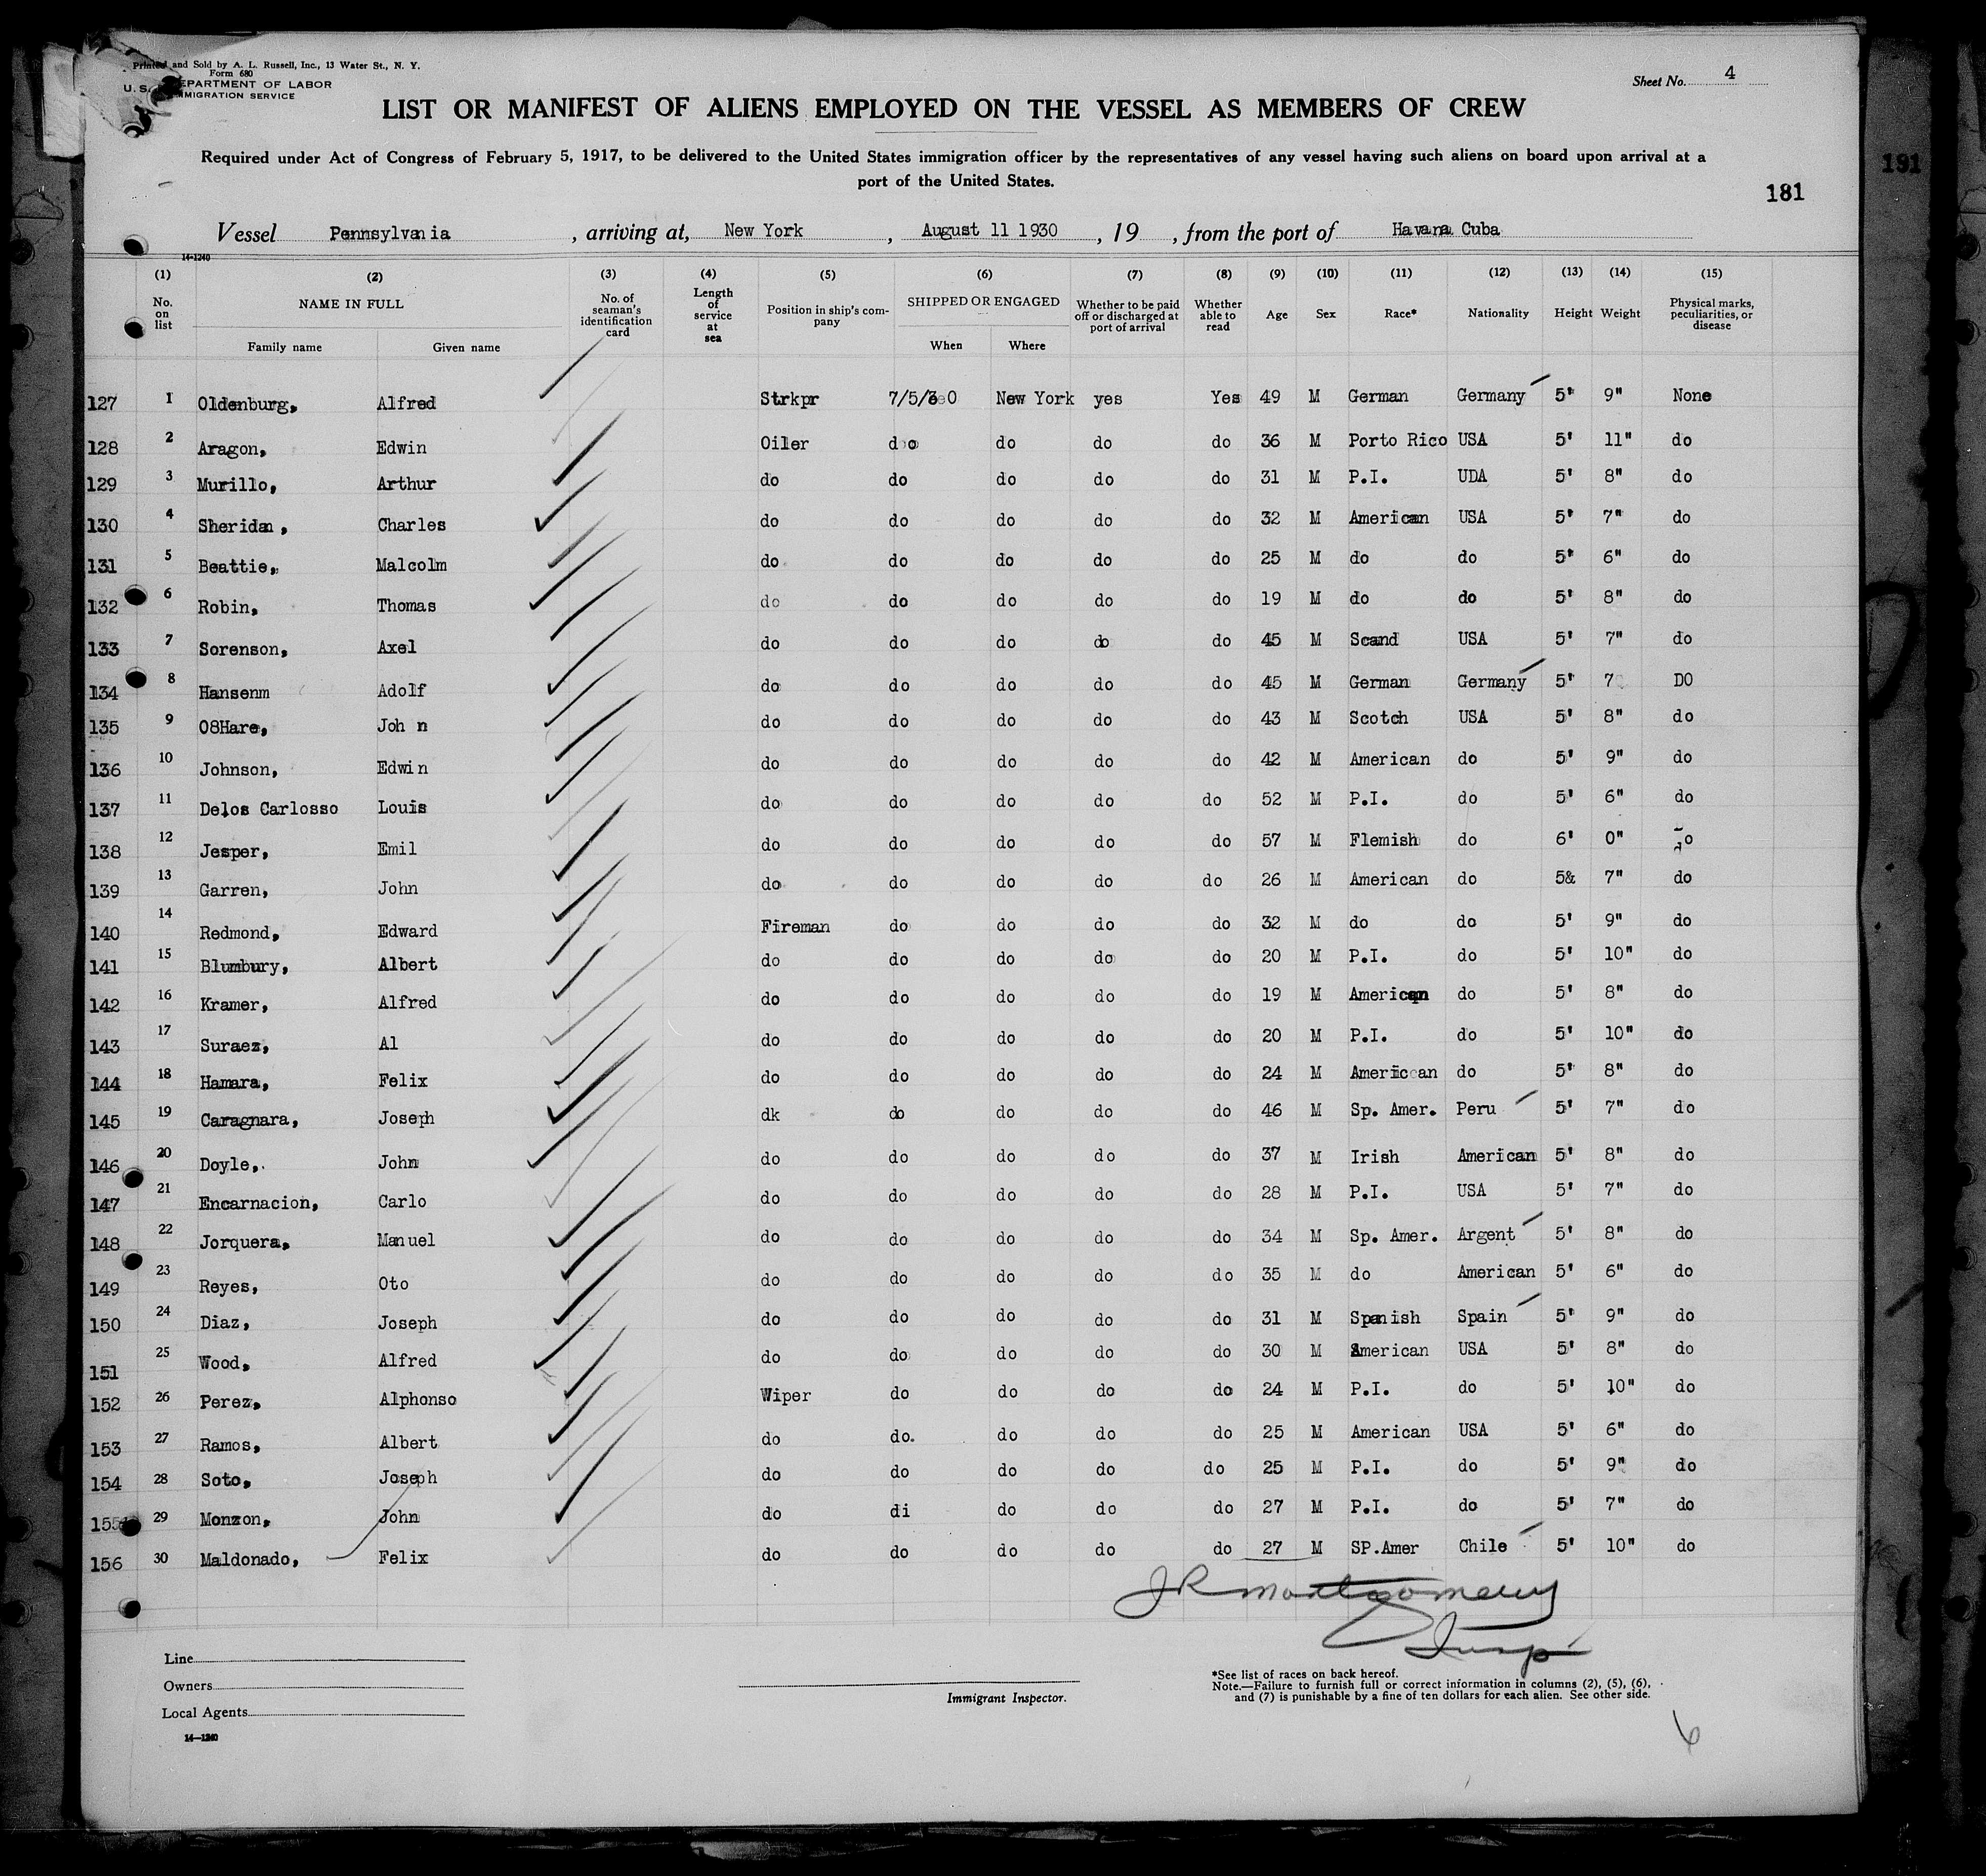 Printed and Sold by A. L. Russell, Inc., 13 Water St., N. Y.
Form 680
U. S. DEPARTMENT OF LABOR
IMMIGRATION SERVICE
Sheet No. 4
LIST OR MANIFEST OF ALIENS EMPLOYED ON THE VESSEL AS MEMBERS OF CREW
Required under Act of Congress of February 5, 1917, to be delivered to the United States immigration officer by the representatives of any vessel having such aliens on board upon arrival at a
port of the United States.
181
191
Vessel Pennsylvania, arriving at, New York, August 11 1930, 19, from the port of Havana Cuba
14-1240
(1) (2) (3) (4) (5) (6) (7) (8) (9) (10) (11) (12) (13) (14) (15)
No. on list NAME IN FULL Family name Given name No. of seaman's identification card Length of service at sea Position in ship's company SHIPPED OR ENGAGED When Where Whether to be paid off or discharged at port of arrival Whether able to read Age Sex Race* Nationality Height Weight Physical marks, peculiarities, or disease
127 1 Oldenburg, Alfred Strkpr 7/5/30 New York yes Yes 49 M German Germany 5' 9" None
128 2 Aragon, Edwin Oiler do do do do 36 M Porto Rico USA 5' 11" do
129 3 Murillo, Arthur do do do do do 31 M P.I. UDA 5' 8" do
130 4 Sheridan, Charles do do do do do 32 M American USA 5' 7" do
131 5 Beattie, Malcolm do do do do do 25 M do do 5' 6" do
132 6 Robin, Thomas do do do do do 19 M do do 5' 8" do
133 7 Sorenson, Axel do do do do do 45 M Scand USA 5' 7" do
134 8 Hansenm Adolf do do do do do 45 M German Germany 5' 7 DO
135 9 O8Hare, Joh n do do do do do 43 M Scotch USA 5' 8" do
136 10 Johnson, Edwin do do do do do 42 M American do 5' 9" do
137 11 Delos Carlosso Louis do do do do do 52 M P.I. do 5' 6" do
138 12 Jesper, Emil do do do do do 57 M Flemish do 6' 0" do
139 13 Garren, John do do do do do 26 M American do 5& 7" do
140 14 Redmond, Edward Fireman do do do do 32 M do do 5' 9" do
141 15 Blumbury, Albert do do do do do 20 M P.I. do 5' 10" do
142 16 Kramer, Alfred do do do do do 19 M American do 5' 8" do
143 17 Suraez, Al do do do do do 20 M P.I. do 5' 10" do
144 18 Hamara, Felix do do do do do 24 M American do 5' 8" do
145 19 Caragnara, Joseph dk do do do do 46 M Sp. Amer. Peru 5' 7" do
146 20 Doyle, John do do do do do 37 M Irish American 5' 8" do
147 21 Encarnacion, Carlo do do do do do 28 M P.I. USA 5' 7" do
148 22 Jorquera, Manuel do do do do do 34 M Sp. Amer. Argent 5' 8" do
149 23 Reyes, Oto do do do do do 35 M do American 5' 6" do
150 24 Diaz, Joseph do do do do do 31 M Spanish Spain 5' 9" do
151 25 Wood, Alfred do do do do do 30 M American USA 5' 8" do
152 26 Perez, Alphonso Wiper do do do do 24 M P.I. do 5' 10" do
153 27 Ramos, Albert do do. do do do 25 M American USA 5' 6" do
154 28 Soto, Joseph do do do do do 25 M P.I. do 5' 9" do
155 29 Monzon, John do di do do do 27 M P.I. do 5' 7" do
156 30 Maldonado, Felix do do do do do 27 M SP.Amer Chile 5' 10" do
JR Montgomery
Insp
Line
Owners
Local Agents
14-1240
Immigrant Inspector.
*See list of races on back hereof.
Note.—Failure to furnish full or correct information in columns (2), (5), (6),
and (7) is punishable by a fine of ten dollars for each alien. See other side.
6